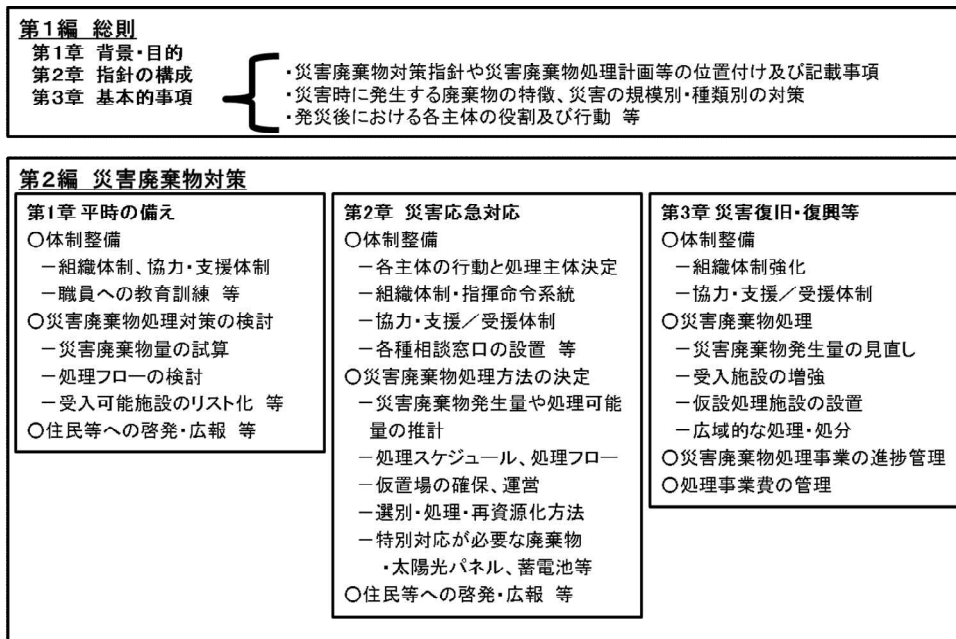 第1編 総則
第1章 背景・目的
第2章 指針の構成
第3章 基本的事項
・災害廃棄物対策指針や災害廃棄物処理計画等の位置付け及び記載事項
・災害時に発生する廃棄物の特徴、災害の規模別・種類別の対策
・発災後における各主体の役割及び行動 等
第2編 災害廃棄物対策
第1章 平時の備え
○体制整備
－組織体制、協力・支援体制
－職員への教育訓練 等
○災害廃棄物処理対策の検討
－災害廃棄物量の試算
－処理フローの検討
－受入可能施設のリスト化 等
○住民等への啓発・広報 等
第2章 災害応急対応
○体制整備
－各主体の行動と処理主体決定
－組織体制・指揮命令系統
－協力・支援／受援体制
－各種相談窓口の設置 等
○災害廃棄物処理方法の決定
－災害廃棄物発生量や処理可能
量の推計
－処理スケジュール、処理フロー
－仮置場の確保、運営
－選別・処理・再資源化方法
－特別対応が必要な廃棄物
・太陽光パネル、蓄電池等
○住民等への啓発・広報 等
第3章 災害復旧・復興等
○体制整備
－組織体制強化
－協力・支援／受援体制
○災害廃棄物処理
－災害廃棄物発生量の見直し
－受入施設の増強
－仮設処理施設の設置
－広域的な処理・処分
○災害廃棄物処理事業の進捗管理
○処理事業費の管理